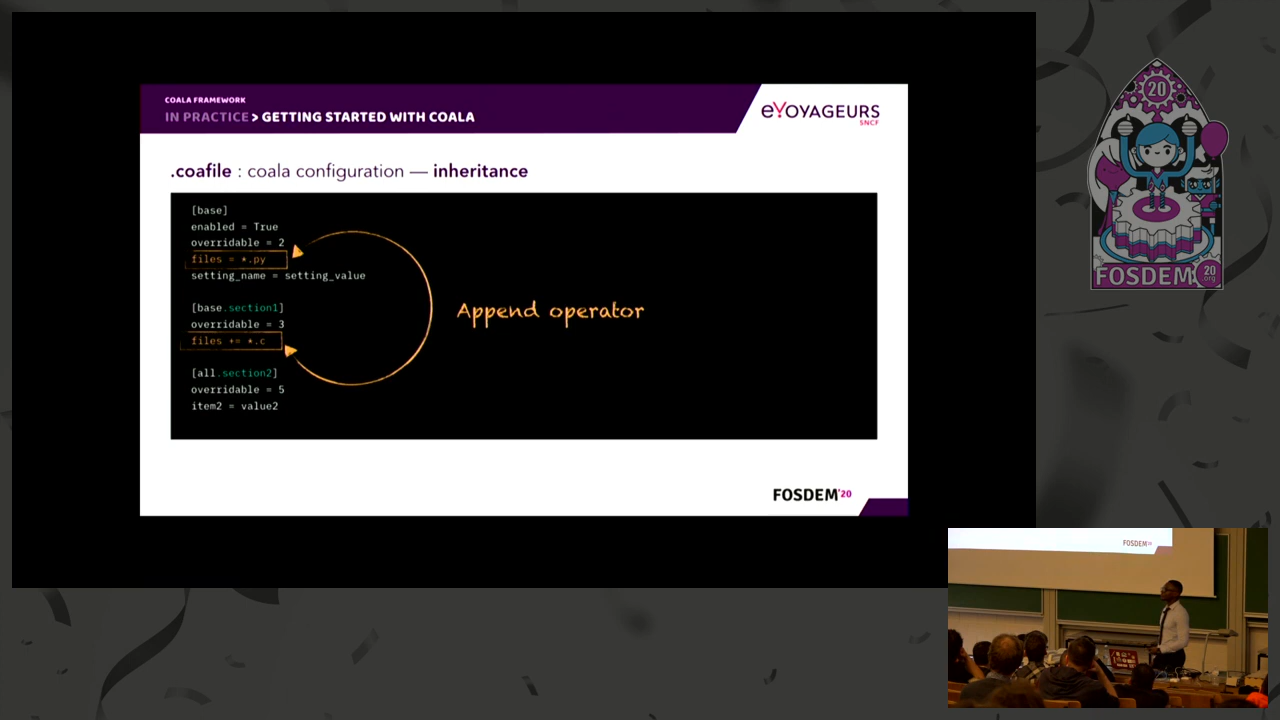 COALA FRAMEWORK
IN PRACTICE > GETTING STARTED WITH COALA
eVOYAGEURS
SNCF
.coafile : coala configuration — inheritance
[base]
enabled = True
overridable = 2
files = *.py
setting_name = setting_value
[base.section1]
overridable = 3
files += *.c
[all.section2]
overridable = 5
item2 = value2
Append operator
FOSDEM'20
20
FOSDEM
20
.org
FOSDEM'20